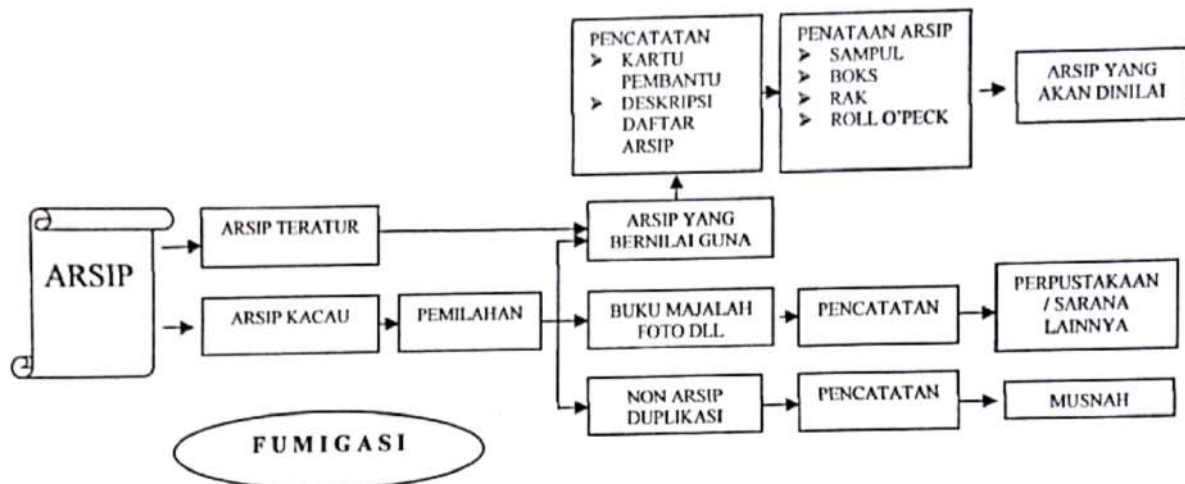 PENCATATAN
➤ KARTU
PEMBANTU
➤ DESKRIPSI
DAFTAR
ARSIP
PENATAAN ARSIP
➤ SAMPUL
➤ BOKS
➤ RAK
➤ ROLL O'PECK
ARSIP YANG
AKAN DINILAI
ARSIP
ARSIP TERATUR
ARSIP YANG
BERNILAI GUNA
ARSIP KACAU
PEMILAHAN
BUKU MAJALAH
FOTO DLL
PENCATATAN
PERPUSTAKAAN
/ SARANA
LAINNYA
NON ARSIP
DUPLIKASI
PENCATATAN
MUSNAH
FUMIGASI